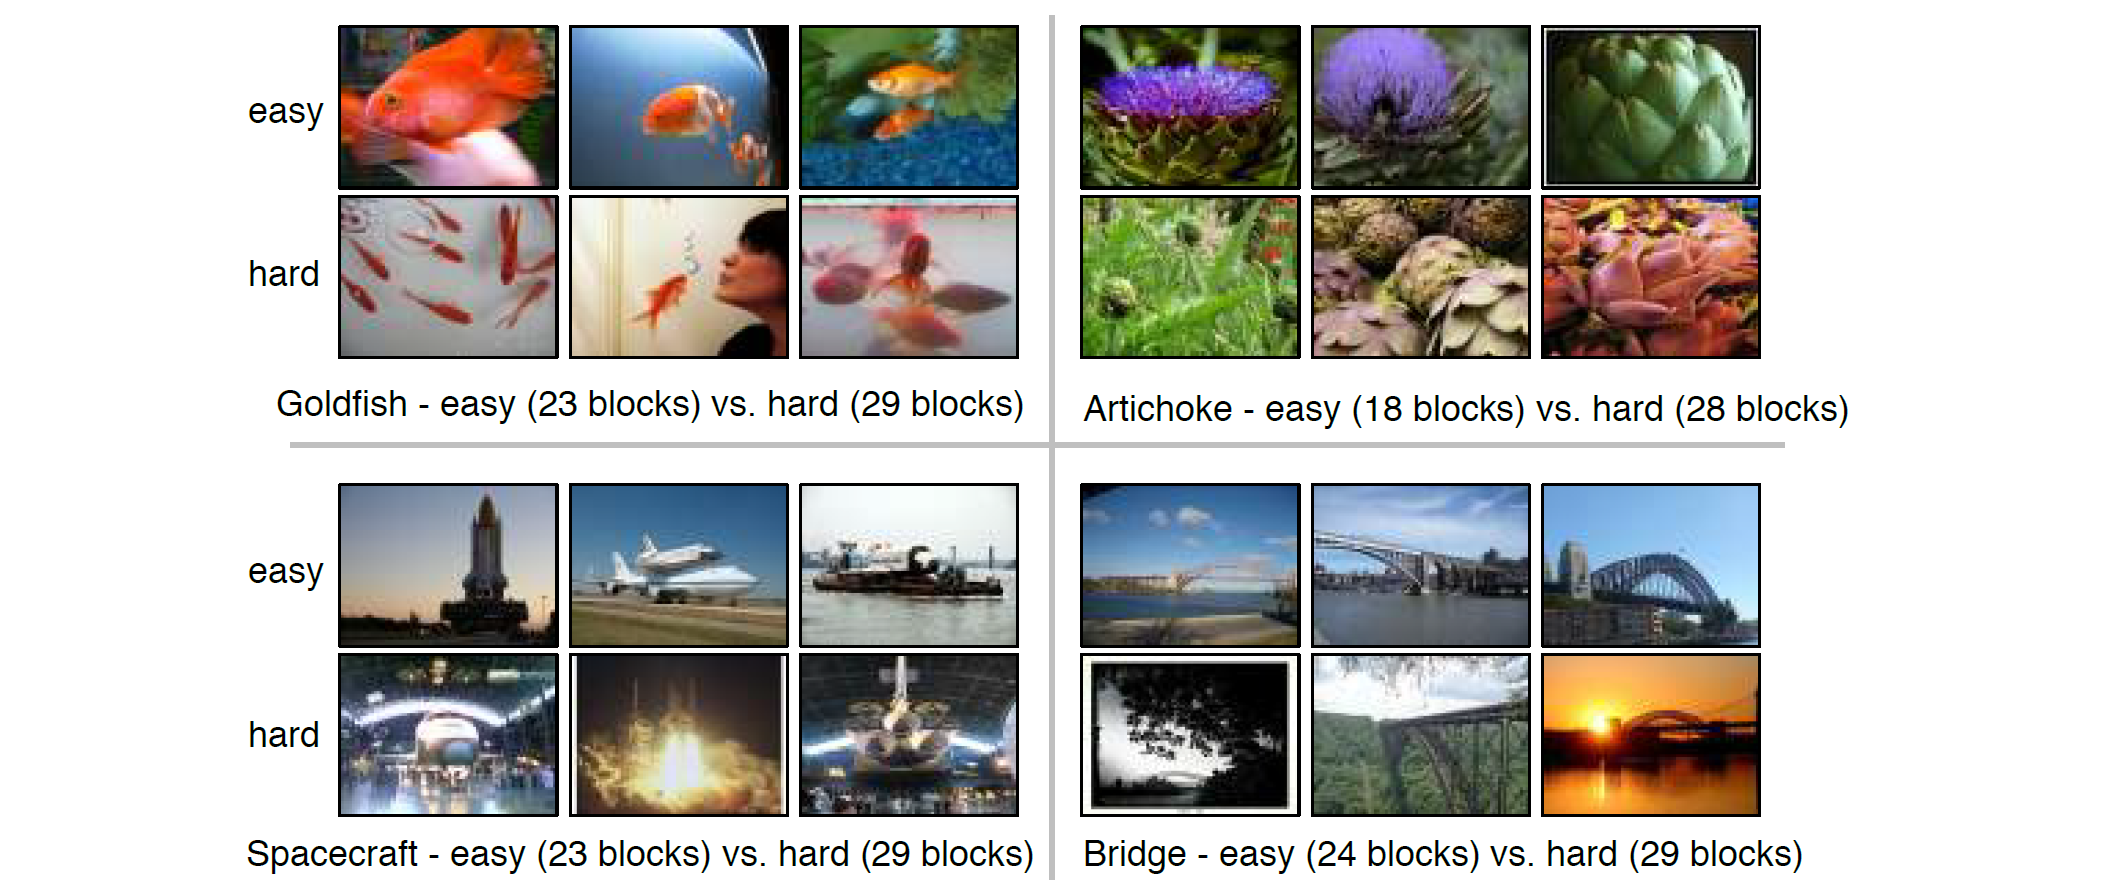 easy
hard
Goldfish - easy (23 blocks) vs. hard (29 blocks)
easy
hard
Spacecraft - easy (23 blocks) vs. hard (29 blocks)
Artichoke - easy (18 blocks) vs. hard (28 blocks)
Bridge - easy (24 blocks) vs. hard (29 blocks)